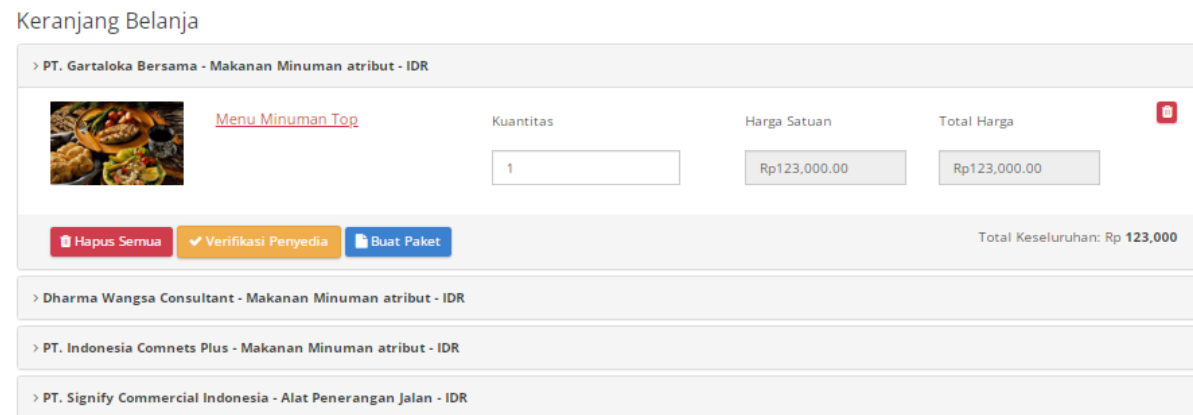 Keranjang Belanja
> PT. Gartaloka Bersama - Makanan Minuman atribut - IDR
Menu Minuman Top
Kuantitas
Harga Satuan
Total Harga
1
Rp123,000.00
Rp123,000.00
Hapus Semua
Verifikasi Penyedia
Buat Paket
Total Keseluruhan: Rp 123,000
> Dharma Wangsa Consultant - Makanan Minuman atribut - IDR
> PT. Indonesia Comnets Plus - Makanan Minuman atribut - IDR
> PT. Signify Commercial Indonesia - Alat Penerangan Jalan - IDR